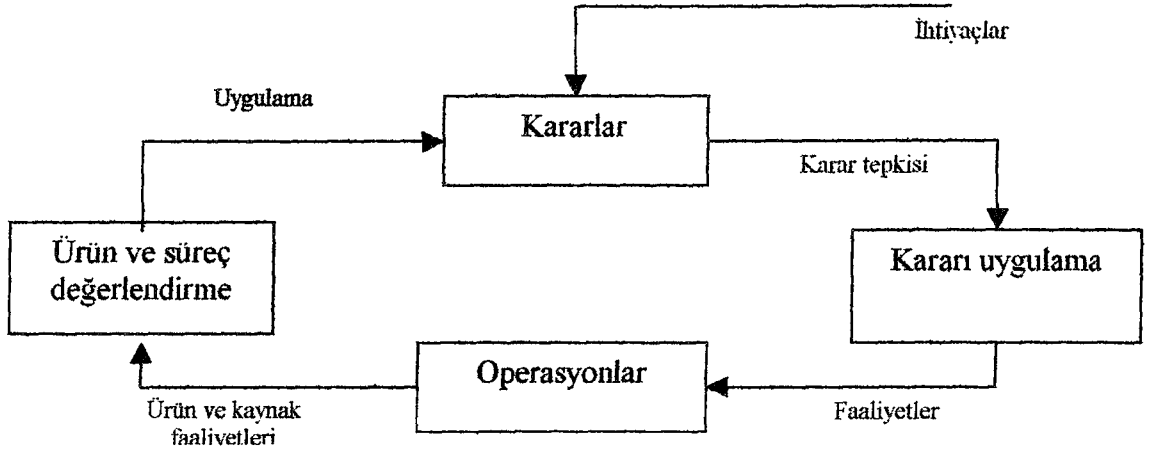 İhtiyaçlar
Uygulama
Kararlar
Karar tepkisi
Ürün ve süreç
değerlendirme
Kararı uygulama
Operasyonlar
Ürün ve kaynak
faaliyetleri
Faaliyetler